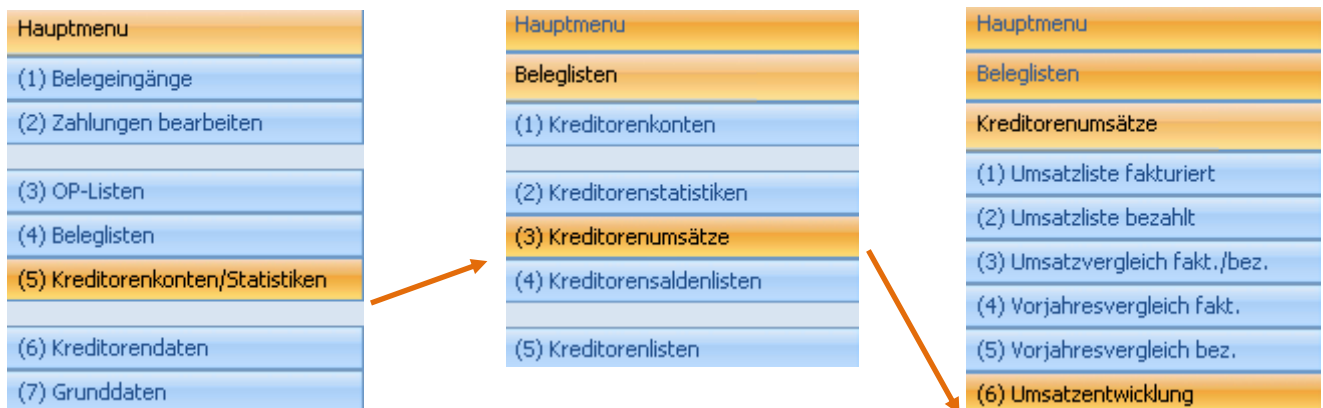 Hauptmenu
(1) Belegeingänge
(2) Zahlungen bearbeiten
(3) OP-Listen
(4) Beleglisten
(5) Kreditorenkonten/Statistiken
(6) Kreditorendaten
(7) Grunddaten
Hauptmenu
Beleglisten
(1) Kreditorenkonten
(2) Kreditorenstatistiken
(3) Kreditorenumsätze
(4) Kreditorensaldenlisten
(5) Kreditorenlisten
Hauptmenu
Beleglisten
Kreditorenumsätze
(1) Umsatzliste fakturiert
(2) Umsatzliste bezahlt
(3) Umsatzvergleich fakt./bez.
(4) Vorjahresvergleich fakt.
(5) Vorjahresvergleich bez.
(6) Umsatzentwicklung